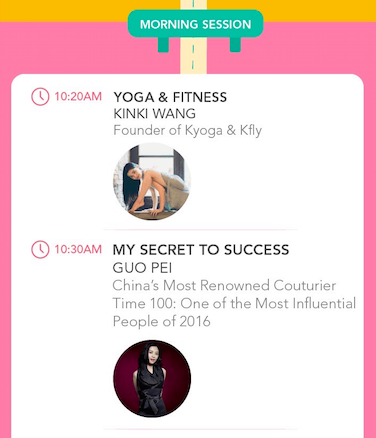 MORNING SESSION
10:20AM
YOGA & FITNESS
KINKI WANG
Founder of Kyoga & Kfly
10:30AM
MY SECRET TO SUCCESS
GUO PEI
China's Most Renowned Couturier
Time 100: One of the Most Influential
People of 2016